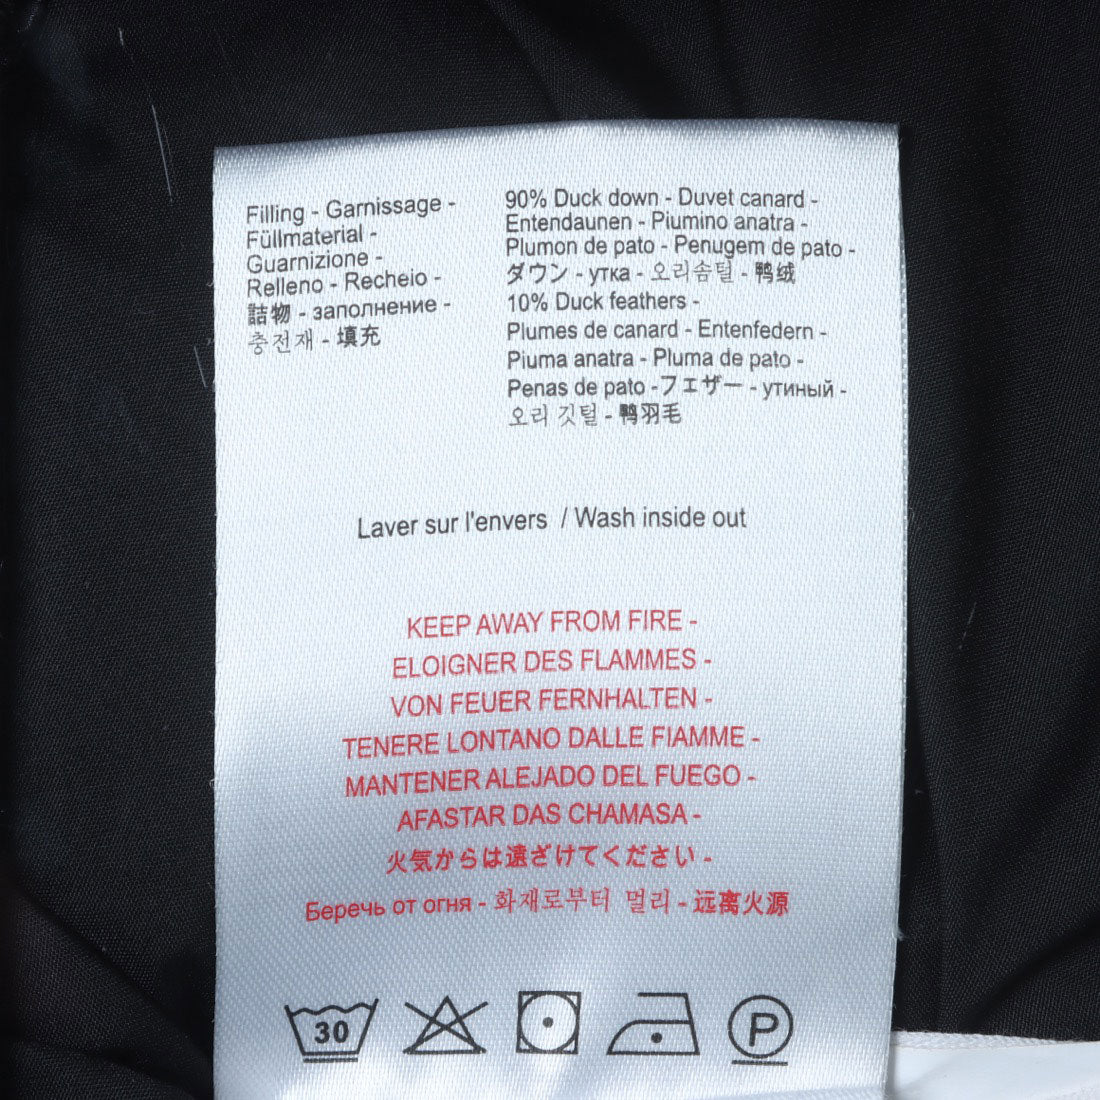 Filling - Garnissage -
Füllmaterial -
Guarnizione -
Relleno - Recheio -
詰物 - заполнение -
충전재 - 填充
90% Duck down - Duvet canard -
Entendaunen - Piumino anatra -
Plumon de pato - Penugem de pato -
ダウン - утка - 오리솜털 - 鸭绒
10% Duck feathers -
Plumes de canard - Entenfedern -
Piuma anatra - Pluma de pato -
Penas de pato -フェザー - утиный -
오리 깃털 - 鸭羽毛
Laver sur l'envers / Wash inside out
KEEP AWAY FROM FIRE -
ELOIGNER DES FLAMMES -
VON FEUER FERNHALTEN -
TENERE LONTANO DALLE FIAMME -
MANTENER ALEJADO DEL FUEGO -
AFASTAR DAS CHAMASA -
火気からは遠ざけてください -
Беречь от огня - 화재로부터 멀리 - 远离火源
30 P